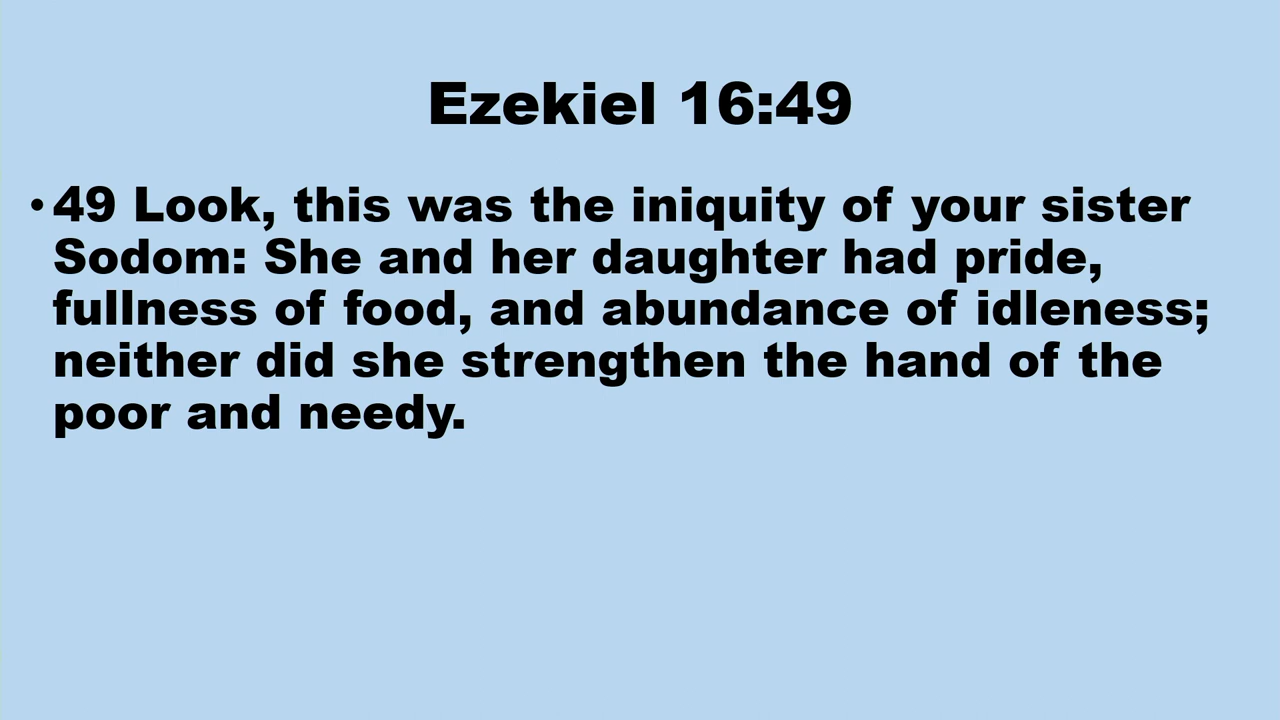 Ezekiel 16:49
• 49 Look, this was the iniquity of your sister
Sodom: She and her daughter had pride,
fullness of food, and abundance of idleness;
neither did she strengthen the hand of the
poor and needy.